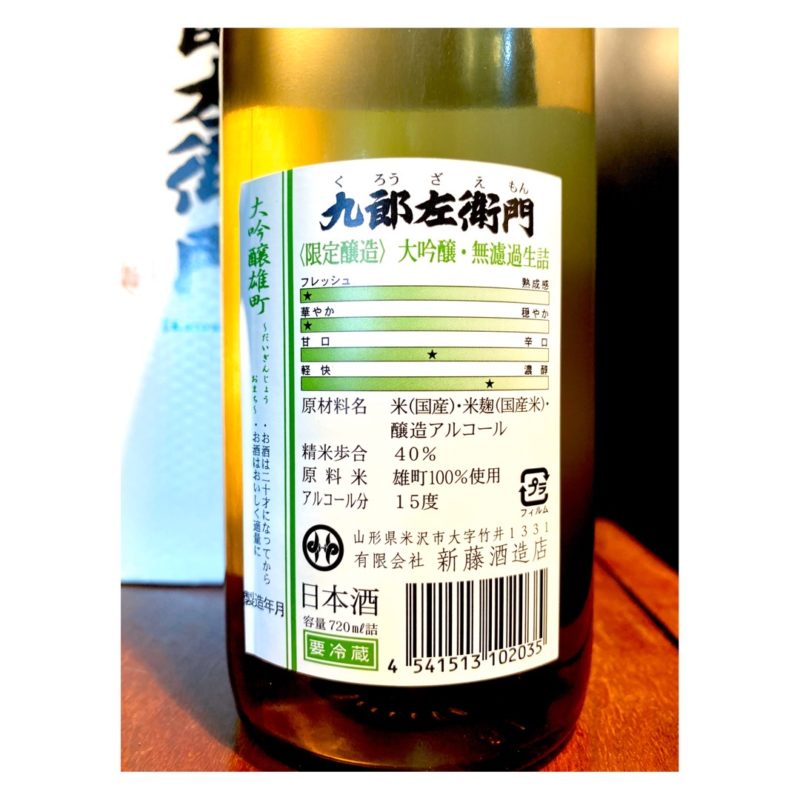 くろうざえもん
九郎左衛門
〈限定醸造〉 大吟醸・無濾過生詰
フレッシュ 熟成感
華やか 穏やか
甘口 辛口
軽快 濃醇
原材料名 米(国産)・米麹(国産米)・
醸造アルコール
精米歩合 40%
原料米 雄町100%使用
アルコール分 15度
プラ
フィルム
山形県米沢市大字竹井1331
有限会社 新藤酒造店
日本酒
容量720㎖詰
要冷蔵
4 541513 102035
大吟醸雄町
～だいぎんじょう
おまち～
・お酒は二十才になってから
・お酒はおいしく適量に
製造年月
左衛門